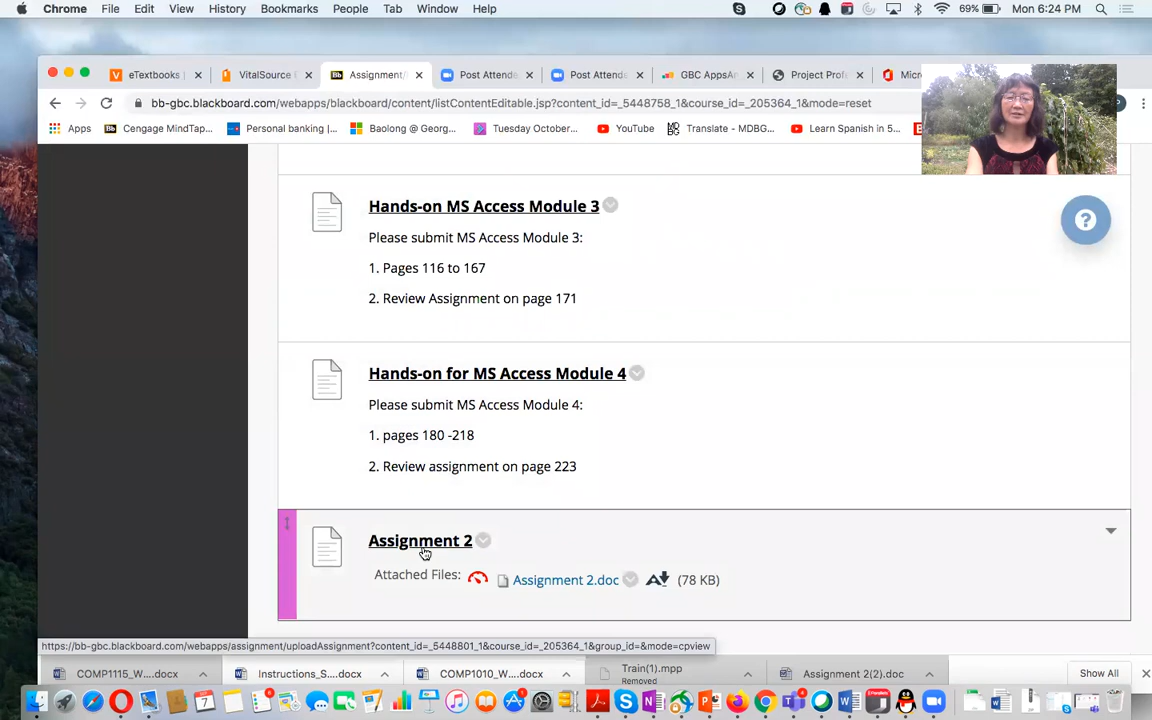 Chrome File Edit View History Bookmarks People Tab Window Help 69% Mon 6:24 PM
eTextbooks VitalSource Assignment/ Post Attende Post Attende GBC AppsAn Project Prof Micro
bb-gbc.blackboard.com/webapps/blackboard/content/listContentEditable.jsp?content_id=_5448758_1&course_id=_205364_1&mode=reset
Apps Cengage MindTap... Personal banking |... Baolong @ Georg... Tuesday October... YouTube Translate - MDBG... Learn Spanish in 5...
Hands-on MS Access Module 3
Please submit MS Access Module 3:
1. Pages 116 to 167
2. Review Assignment on page 171
Hands-on for MS Access Module 4
Please submit MS Access Module 4:
1. pages 180 -218
2. Review assignment on page 223
Assignment 2
Attached Files: Assignment 2.doc (78 KB)
https://bb-gbc.blackboard.com/webapps/assignment/uploadAssignment?content_id=_5448801_1&course_id=_205364_1&group_id=&mode=cpview
COMP1115_W....docx Instructions_S....docx COMP1010_W....docx Train(1).mpp Assignment 2(2).doc Show All
Removed